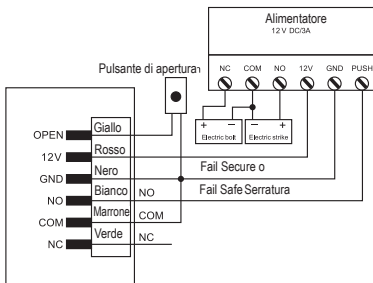 Alimentatore
12 V DC/3A
Pulsante di apertura
NC COM NO 12V GND PUSH
+ − − +
Electric bolt Electric strike
OPEN Giallo
12V Rosso
GND Nero
Fail Secure o
NO Bianco NO
Fail Safe Serratura
COM Marrone COM
NC Verde NC